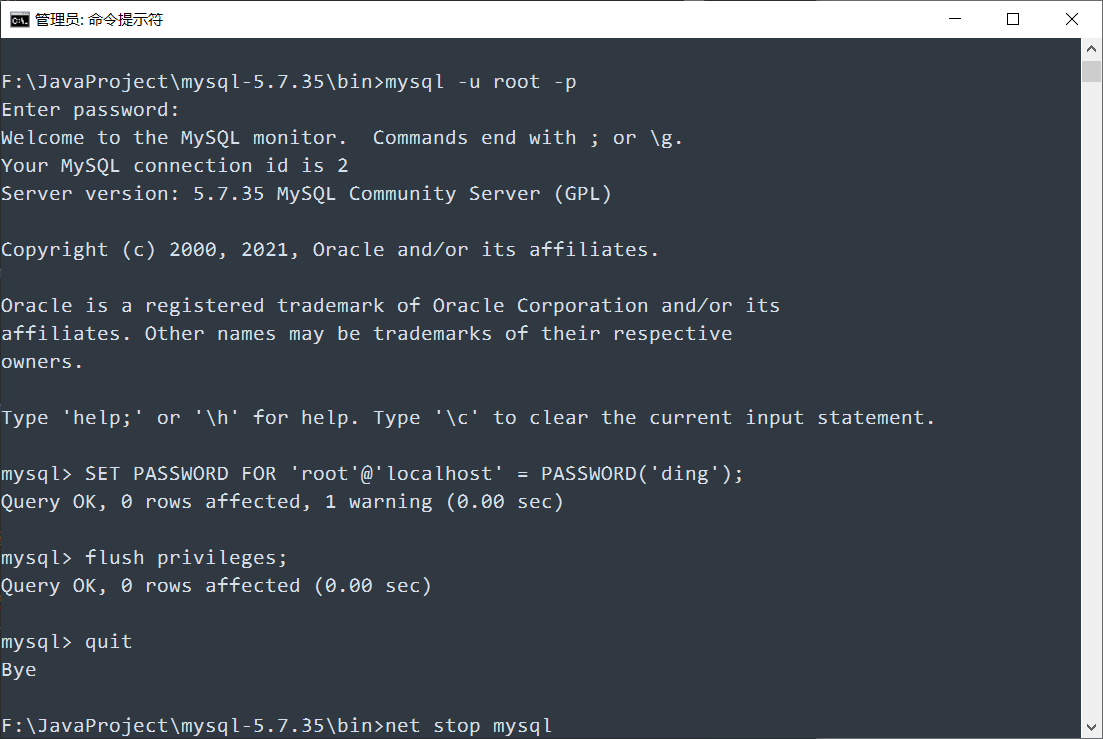 管理员: 命令提示符
F:\JavaProject\mysql-5.7.35\bin>mysql -u root -p
Enter password:
Welcome to the MySQL monitor.  Commands end with ; or \g.
Your MySQL connection id is 2
Server version: 5.7.35 MySQL Community Server (GPL)
Copyright (c) 2000, 2021, Oracle and/or its affiliates.
Oracle is a registered trademark of Oracle Corporation and/or its
affiliates. Other names may be trademarks of their respective
owners.
Type 'help;' or '\h' for help. Type '\c' to clear the current input statement.
mysql> SET PASSWORD FOR 'root'@'localhost' = PASSWORD('ding');
Query OK, 0 rows affected, 1 warning (0.00 sec)
mysql> flush privileges;
Query OK, 0 rows affected (0.00 sec)
mysql> quit
Bye
F:\JavaProject\mysql-5.7.35\bin>net stop mysql